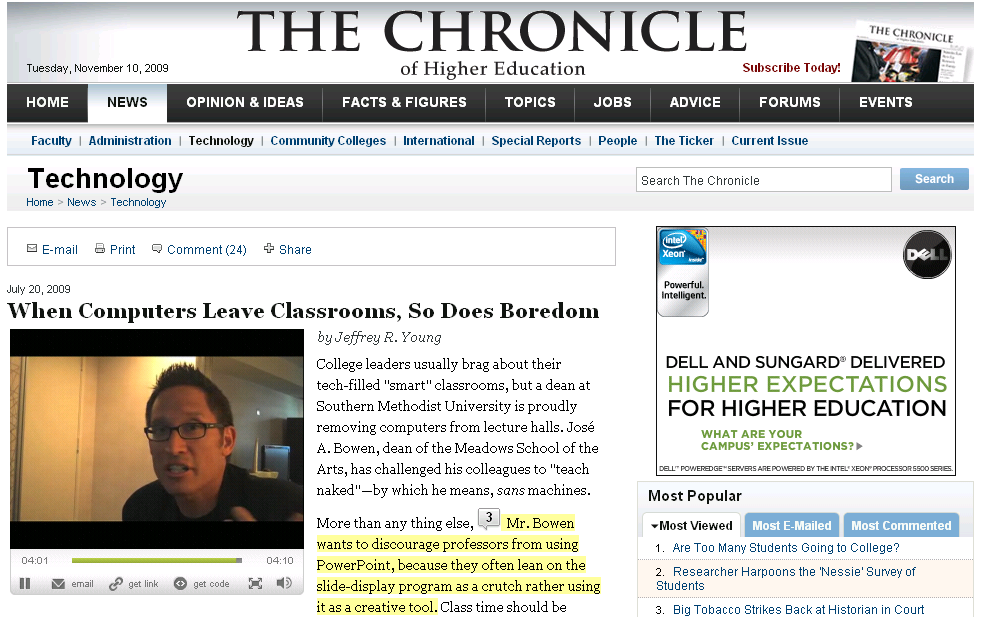 THE CHRONICLE
of Higher Education
Tuesday, November 10, 2009
Subscribe Today!
THE CHRONICLE
HOME NEWS OPINION & IDEAS FACTS & FIGURES TOPICS JOBS ADVICE FORUMS EVENTS
Faculty | Administration | Technology | Community Colleges | International | Special Reports | People | The Ticker | Current Issue
Technology
Search The Chronicle Search
Home > News > Technology
E-mail Print Comment (24) Share
July 20, 2009
When Computers Leave Classrooms, So Does Boredom
by Jeffrey R. Young
College leaders usually brag about their
tech-filled "smart" classrooms, but a dean at
Southern Methodist University is proudly
removing computers from lecture halls. José
A. Bowen, dean of the Meadows School of the
Arts, has challenged his colleagues to "teach
naked"—by which he means, sans machines.
More than any thing else, 3 Mr. Bowen
wants to discourage professors from using
PowerPoint, because they often lean on the
slide-display program as a crutch rather using
it as a creative tool. Class time should be
04:01 04:10
email get link get code
intel
Xeon
inside
Powerful.
Intelligent.
DELL
DELL AND SUNGARD® DELIVERED
HIGHER EXPECTATIONS
FOR HIGHER EDUCATION
WHAT ARE YOUR
CAMPUS' EXPECTATIONS?
DELL™ POWEREDGE™ SERVERS ARE POWERED BY THE INTEL® XEON® PROCESSOR 5500 SERIES.
Most Popular
Most Viewed Most E-Mailed Most Commented
1. Are Too Many Students Going to College?
2. Researcher Harpoons the 'Nessie' Survey of
Students
3. Big Tobacco Strikes Back at Historian in Court